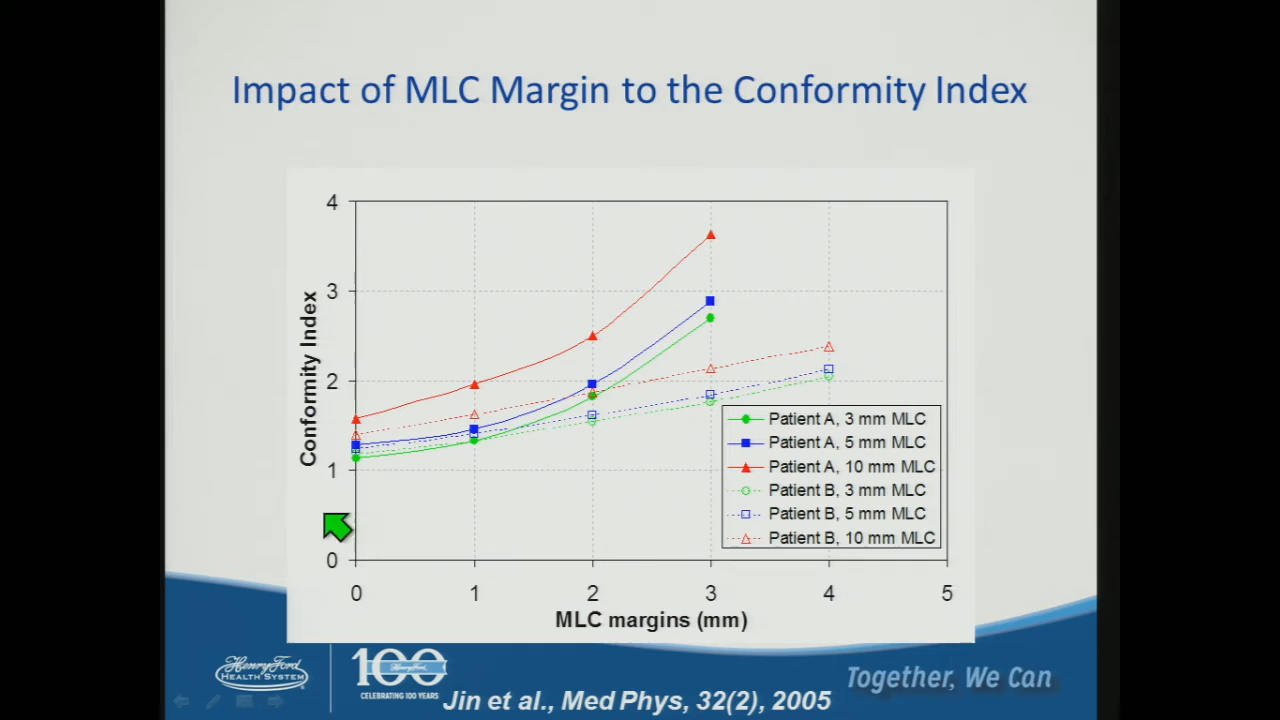 Impact of MLC Margin to the Conformity Index
4
3
2
1
0
Conformity Index
0 1 2 3 4 5
MLC margins (mm)
Patient A, 3 mm MLC
Patient A, 5 mm MLC
Patient A, 10 mm MLC
Patient B, 3 mm MLC
Patient B, 5 mm MLC
Patient B, 10 mm MLC
Henry Ford
HEALTH SYSTEM
100
Henry Ford
CELEBRATING 100 YEARS
Together, We Can
Jin et al., Med Phys, 32(2), 2005